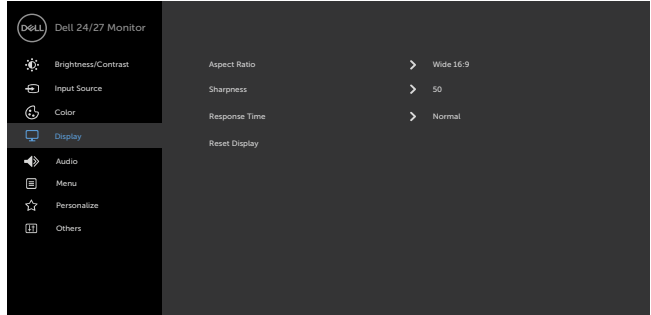 DELL Dell 24/27 Monitor
Brightness/Contrast
Input Source
Color
Display
Audio
Menu
Personalize
Others
Aspect Ratio Wide 16:9
Sharpness 50
Response Time Normal
Reset Display